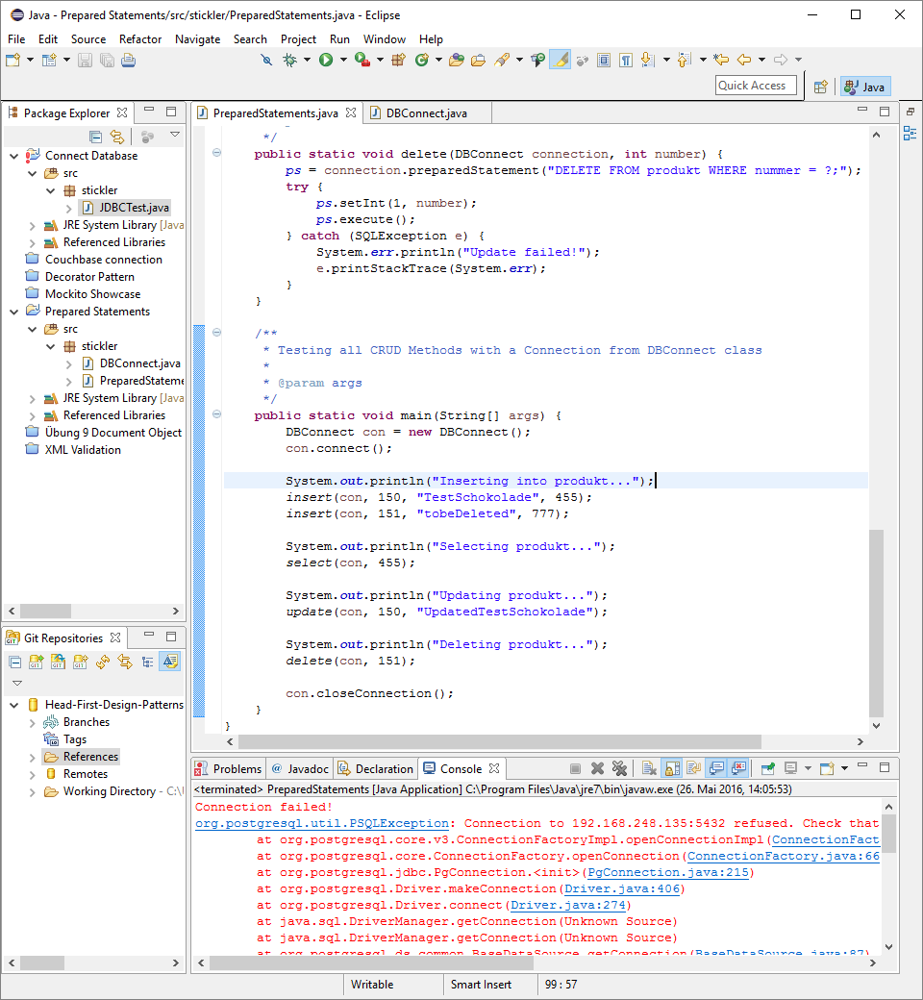 Java - Prepared Statements/src/stickler/PreparedStatements.java - Eclipse
File Edit Source Refactor Navigate Search Project Run Window Help
Quick Access
Java
Package Explorer
Connect Database
src
stickler
JDBCTest.java
JRE System Library [Java
Referenced Libraries
Couchbase connection
Decorator Pattern
Mockito Showcase
Prepared Statements
src
stickler
DBConnect.java
PreparedStateme
JRE System Library [Java
Referenced Libraries
Übung 9 Document Object
XML Validation
Git Repositories
Head-First-Design-Patterns
Branches
Tags
References
Remotes
Working Directory - C:\U
PreparedStatements.java DBConnect.java
*/
public static void delete(DBConnect connection, int number) {
ps = connection.preparedStatement("DELETE FROM produkt WHERE nummer = ?;");
try {
ps.setInt(1, number);
ps.execute();
} catch (SQLException e) {
System.err.println("Update failed!");
e.printStackTrace(System.err);
}
}
/**
* Testing all CRUD Methods with a Connection from DBConnect class
*
* @param args
*/
public static void main(String[] args) {
DBConnect con = new DBConnect();
con.connect();
System.out.println("Inserting into produkt...");
insert(con, 150, "TestSchokolade", 455);
insert(con, 151, "tobeDeleted", 777);
System.out.println("Selecting produkt...");
select(con, 455);
System.out.println("Updating produkt...");
update(con, 150, "UpdatedTestSchokolade");
System.out.println("Deleting produkt...");
delete(con, 151);
con.closeConnection();
}
}
Problems @ Javadoc Declaration Console
<terminated> PreparedStatements [Java Application] C:\Program Files\Java\jre7\bin\javaw.exe (26. Mai 2016, 14:05:53)
Connection failed!
org.postgresql.util.PSQLException: Connection to 192.168.248.135:5432 refused. Check that
at org.postgresql.core.v3.ConnectionFactoryImpl.openConnectionImpl(ConnectionFact
at org.postgresql.core.ConnectionFactory.openConnection(ConnectionFactory.java:66
at org.postgresql.jdbc.PgConnection.<init>(PgConnection.java:215)
at org.postgresql.Driver.makeConnection(Driver.java:406)
at org.postgresql.Driver.connect(Driver.java:274)
at java.sql.DriverManager.getConnection(Unknown Source)
at java.sql.DriverManager.getConnection(Unknown Source)
at org.postgresql.ds.common.BaseDataSource.getConnection(BaseDataSource.java:87)
Writable Smart Insert 99 : 57